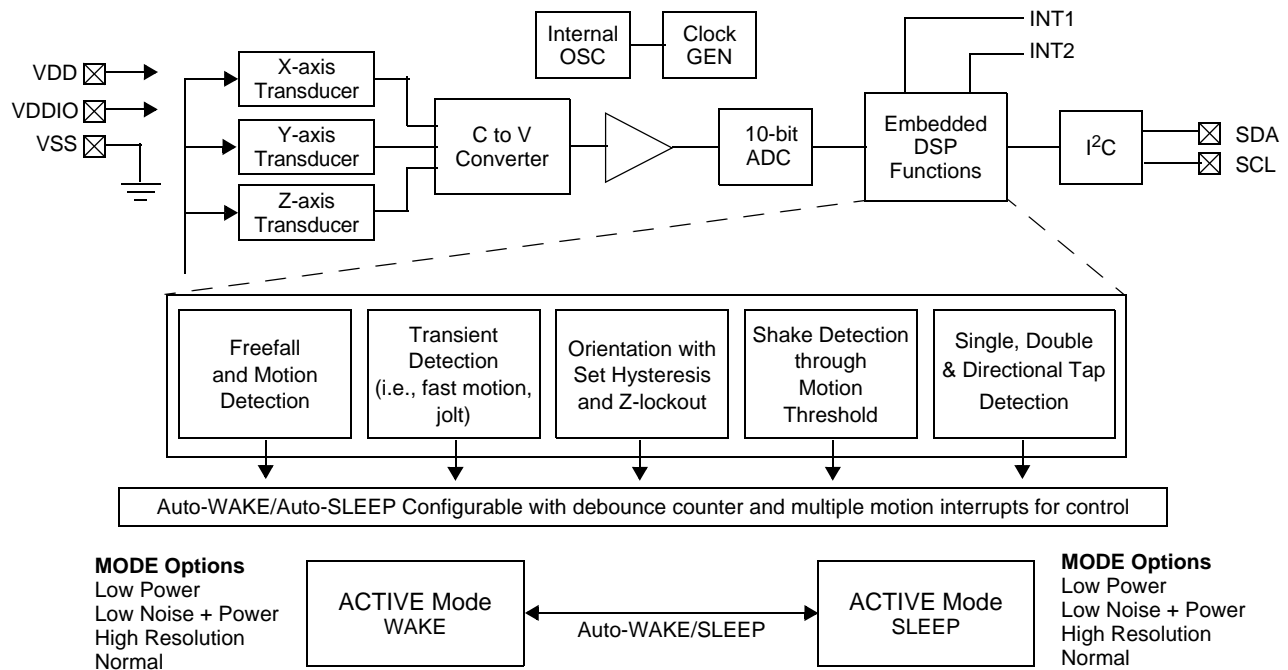 INT1
INT2
Internal
OSC
Clock
GEN
VDD
VDDIO
VSS
X-axis
Transducer
Y-axis
Transducer
Z-axis
Transducer
C to V
Converter
10-bit
ADC
Embedded
DSP
Functions
I²C
SDA
SCL
Freefall
and Motion
Detection
Transient
Detection
(i.e., fast motion,
jolt)
Orientation with
Set Hysteresis
and Z-lockout
Shake Detection
through
Motion
Threshold
Single, Double
& Directional Tap
Detection
Auto-WAKE/Auto-SLEEP Configurable with debounce counter and multiple motion interrupts for control
MODE Options
Low Power
Low Noise + Power
High Resolution
Normal
ACTIVE Mode
WAKE
Auto-WAKE/SLEEP
ACTIVE Mode
SLEEP
MODE Options
Low Power
Low Noise + Power
High Resolution
Normal